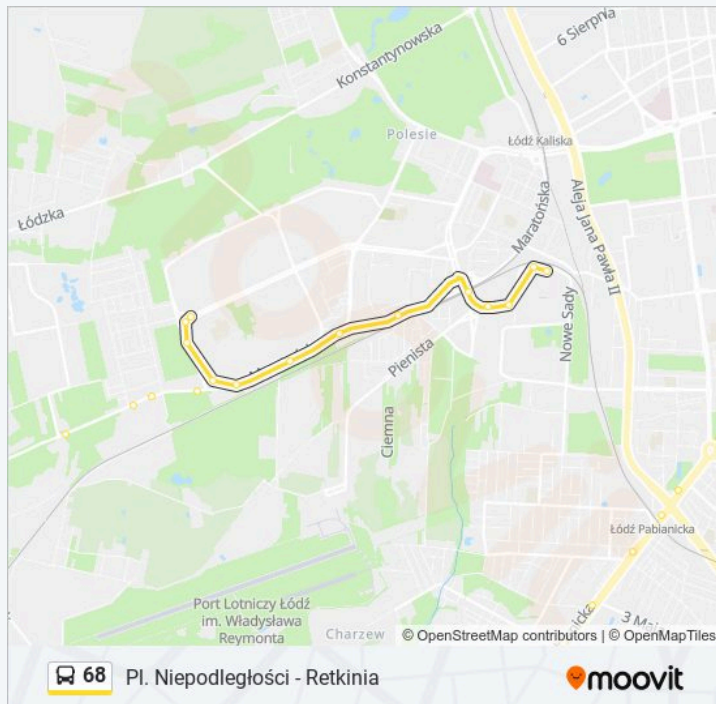 6 Sierpnia
Konstantynowska
Polesie
Łódź Kaliska
Łódzka
Maratońska
Aleja Jana Pawła II
Nowe Sady
Pienista
Ciemna
Łódź Pabianicka
Port Lotniczy Łódź
im. Władysława
Reymonta
Charzew
© OpenStreetMap contributors | © OpenMapTiles
68 Pl. Niepodległości - Retkinia
moovit